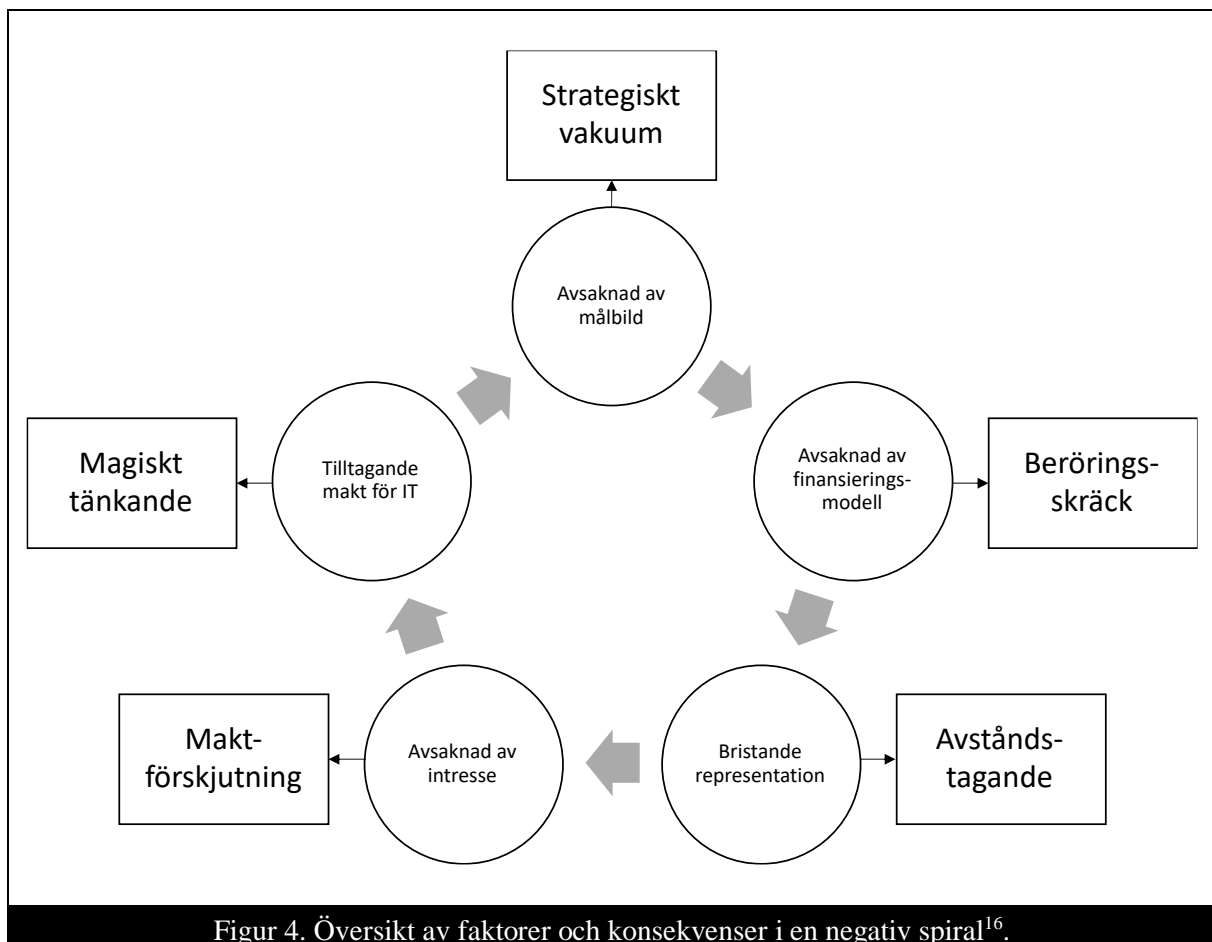 Strategiskt
vakuum
Avsaknad av
målbild
Avsaknad av
finansierings-
modell
Berörings-
skräck
Bristande
representation
Avstånds-
tagande
Avsaknad av
intresse
Makt-
förskjutning
Tilltagande
makt för IT
Magiskt
tänkande
Figur 4. Översikt av faktorer och konsekvenser i en negativ spiral¹⁶.